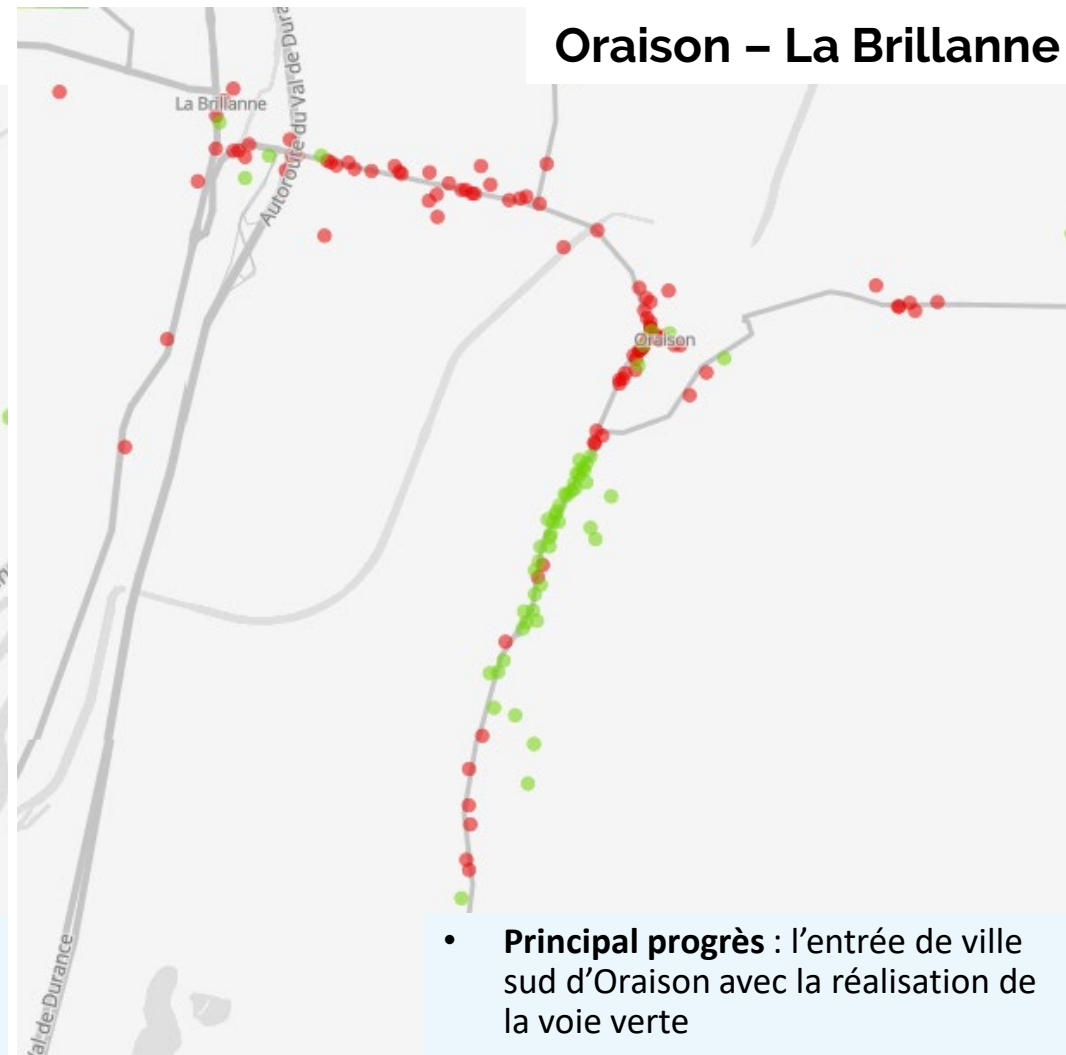 Oraison – La Brillanne
La Brillanne
Autoroute du Val de Dura
Oraison
al de Durance
• Principal progrès : l’entrée de ville
sud d’Oraison avec la réalisation de
la voie verte